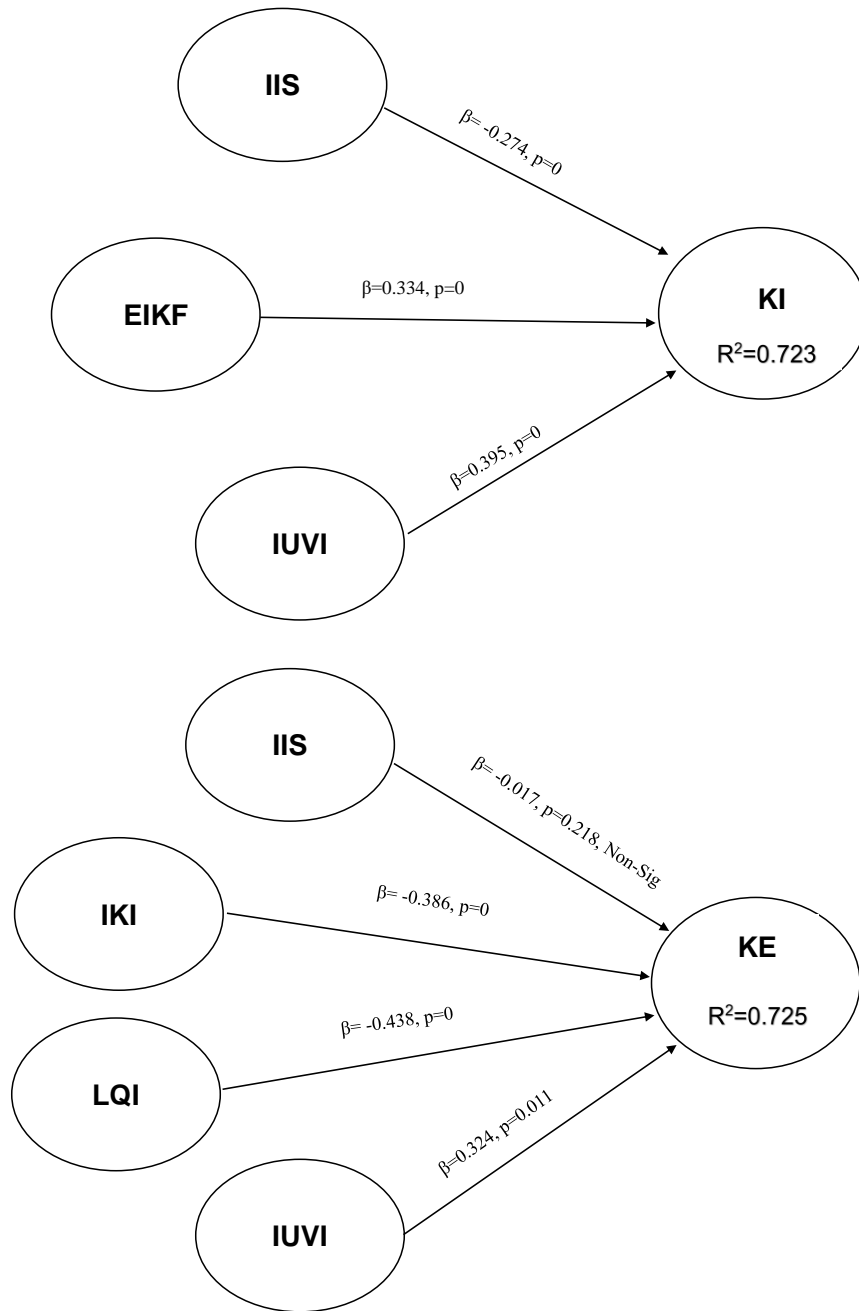 IIS
β= -0.274, p=0
EIKF
β=0.334, p=0
KI
R²=0.723
β=0.395, p=0
IUVI
IIS
β= -0.017, p=0.218, Non-Sig
IKI
β= -0.386, p=0
KE
R²=0.725
β= -0.438, p=0
LQI
β=0.324, p=0.011
IUVI